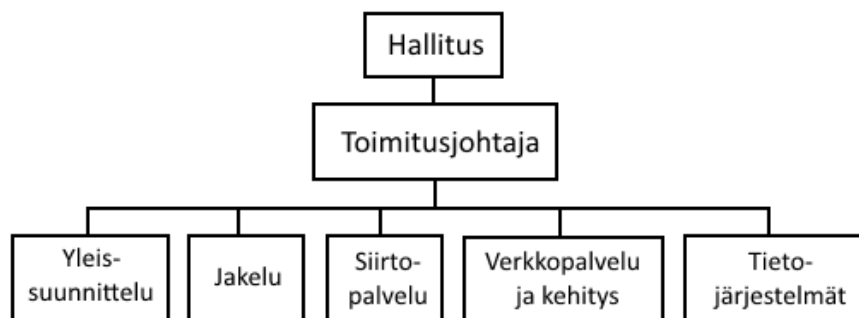 Hallitus
Toimitusjohtaja
Yleis-
suunnittelu
Jakelu
Siirto-
palvelu
Verkkopalvelu
ja kehitys
Tieto-
järjestelmät